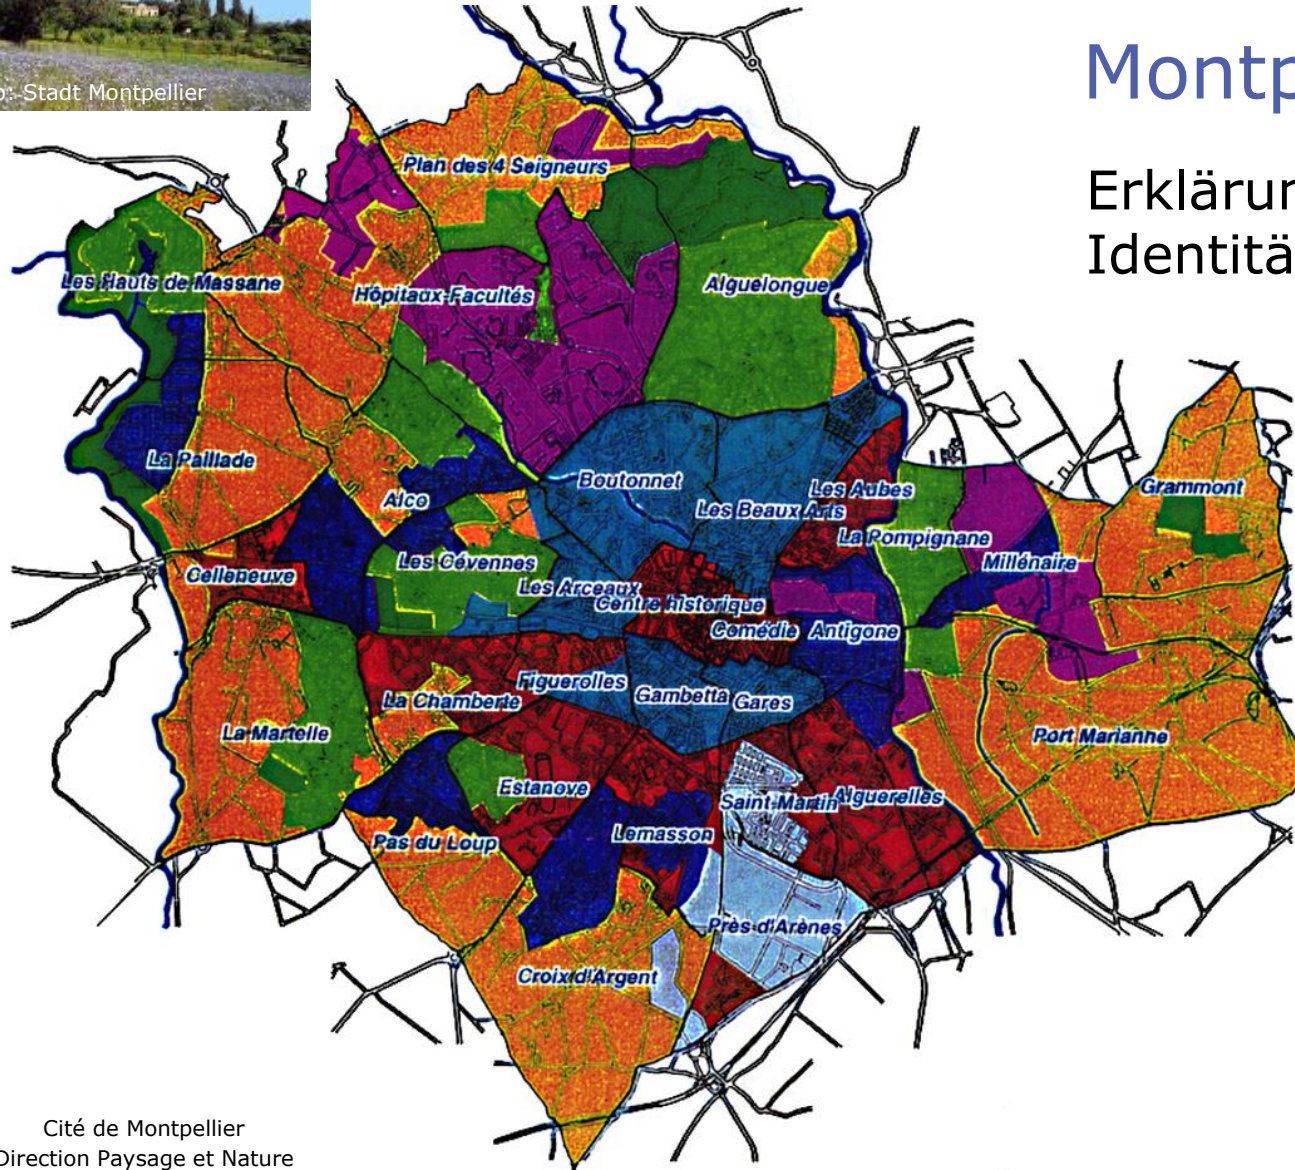 : Stadt Montpellier
Montp
Erklärun
Identitä
Plan des 4 Seigneurs
Les Hauts de Massane
Hôpitaux-Facultés
Aiguelongue
La Paillade
Alco
Boutonnet
Les Beaux Arts
Les Aubes
Grammont
La Pompignane
Les Cévennes
Millénaire
Celleneuve
Les Arceaux
Centre historique
Comédie
Antigone
La Chamberte
Figuerolles
Gambetta
Gares
La Martelle
Port Marianne
Estanove
Saint-Martin
Aiguerelles
Pas du Loup
Lemasson
Près d'Arènes
Croix d'Argent
Cité de Montpellier
Direction Paysage et Nature